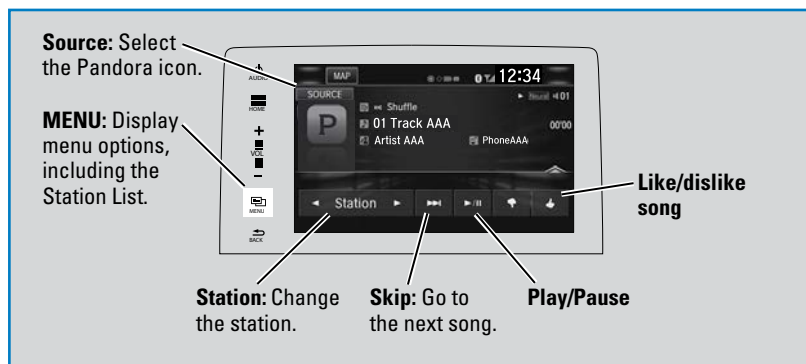 Source: Select
the Pandora icon.
MENU: Display
menu options,
including the
Station List.
AUDIO
HOME
+
VOL
−
MENU
BACK
MAP
12:34
SOURCE
Shuffle
Neural
01
P
01 Track AAA
00'00
Artist AAA
PhoneAAA
Station
Like/dislike
song
Station: Change
the station.
Skip: Go to
the next song.
Play/Pause